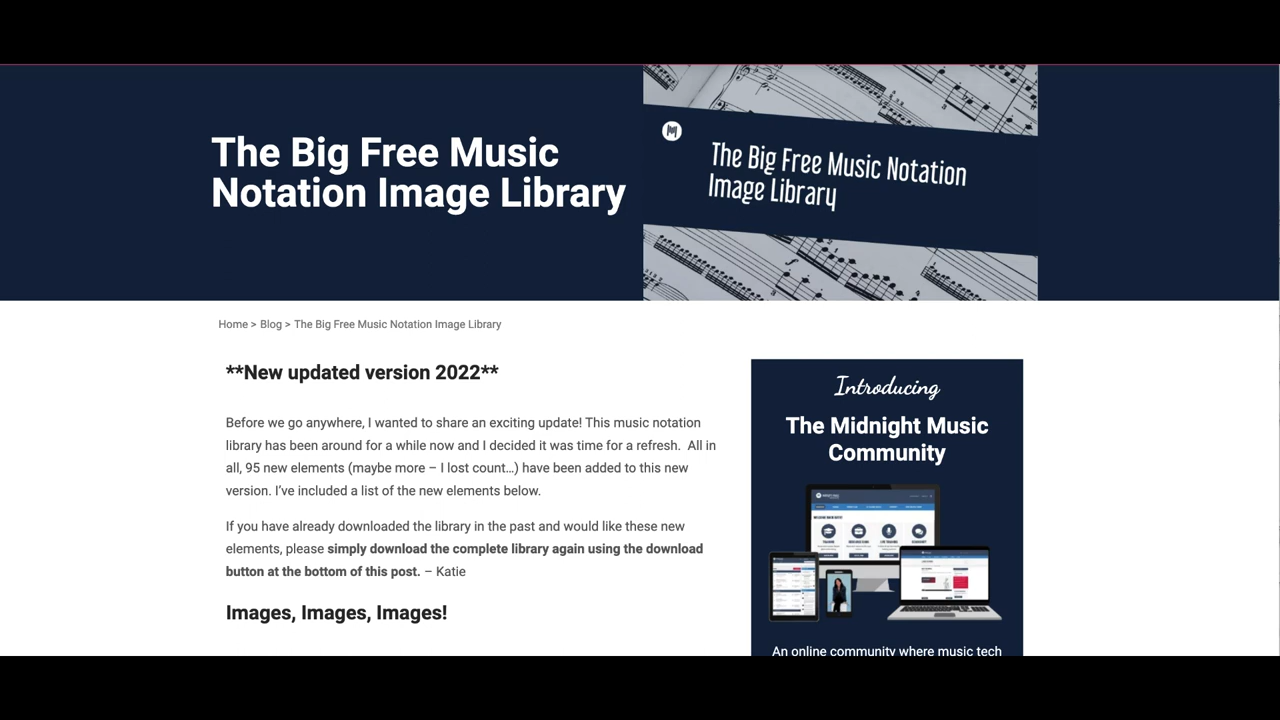 The Big Free Music
Notation Image Library
The Big Free Music Notation
Image Library
Home > Blog > The Big Free Music Notation Image Library
**New updated version 2022**
Before we go anywhere, I wanted to share an exciting update! This music notation
library has been around for a while now and I decided it was time for a refresh.  All in
all, 95 new elements (maybe more – I lost count…) have been added to this new
version. I’ve included a list of the new elements below.
If you have already downloaded the library in the past and would like these new
elements, please simply download the complete library again using the download
button at the bottom of this post. – Katie
Images, Images, Images!
Introducing
The Midnight Music
Community
An online community where music tech